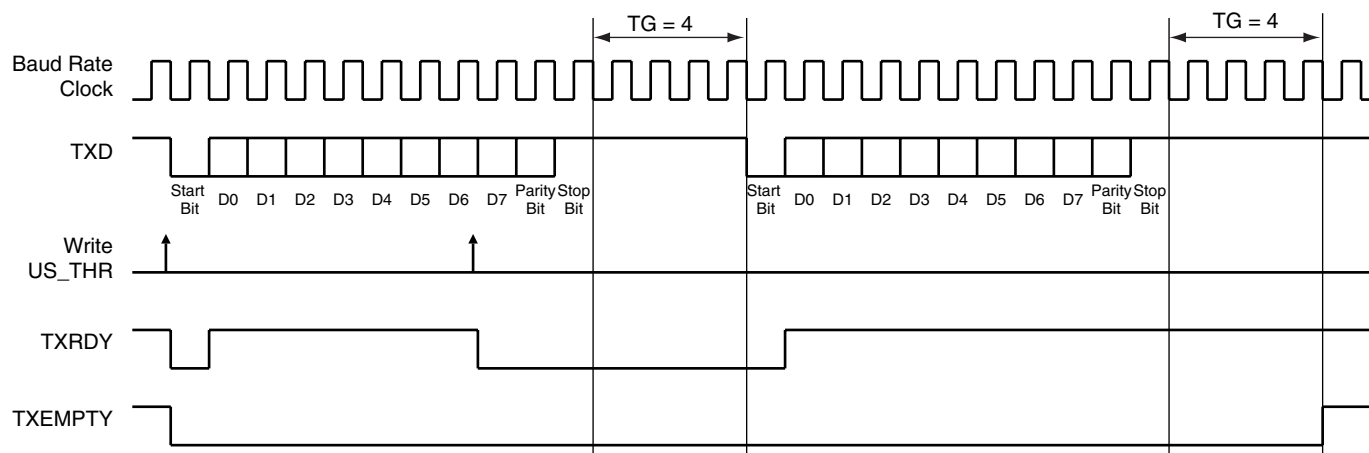 TG = 4
TG = 4
Baud Rate
Clock
TXD
Start
Bit
D0
D1
D2
D3
D4
D5
D6
D7
Parity
Bit
Stop
Bit
Start
Bit
D0
D1
D2
D3
D4
D5
D6
D7
Parity
Bit
Stop
Bit
Write
US_THR
TXRDY
TXEMPTY